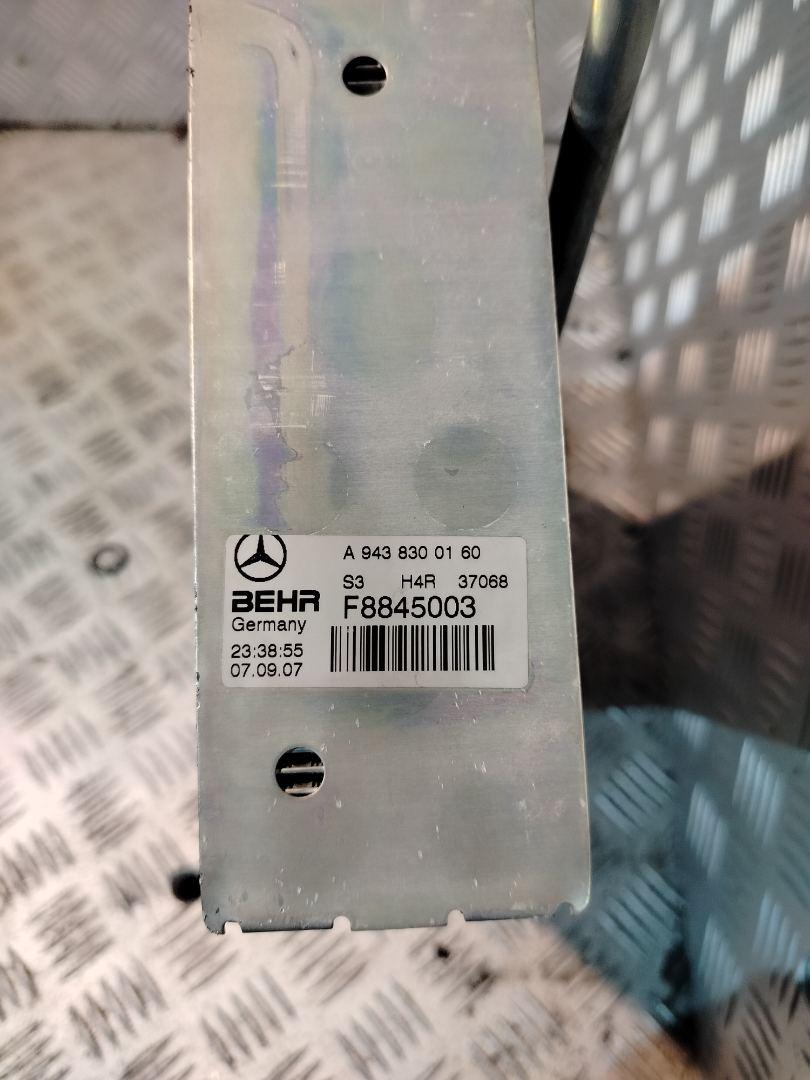 A 943 830 01 60
S3 H4R 37068
BEHR F8845003
Germany
23:38:55
07.09.07